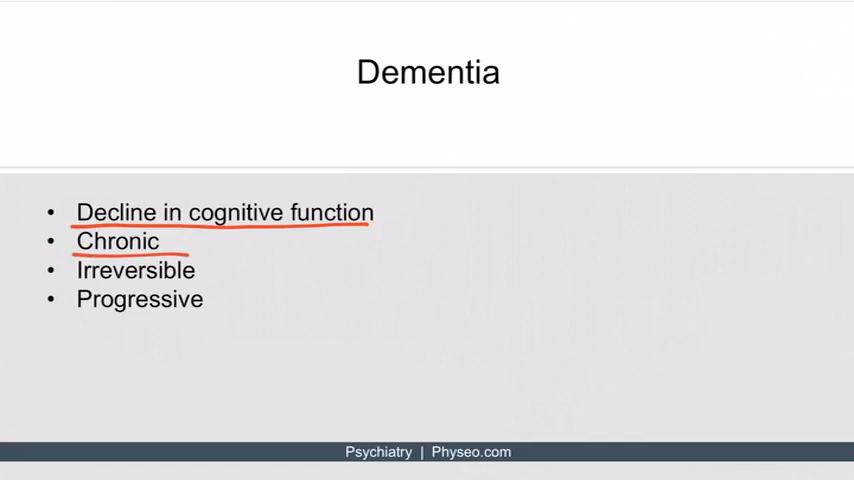 Dementia
• Decline in cognitive function
• Chronic
• Irreversible
• Progressive
Psychiatry | Physeo.com